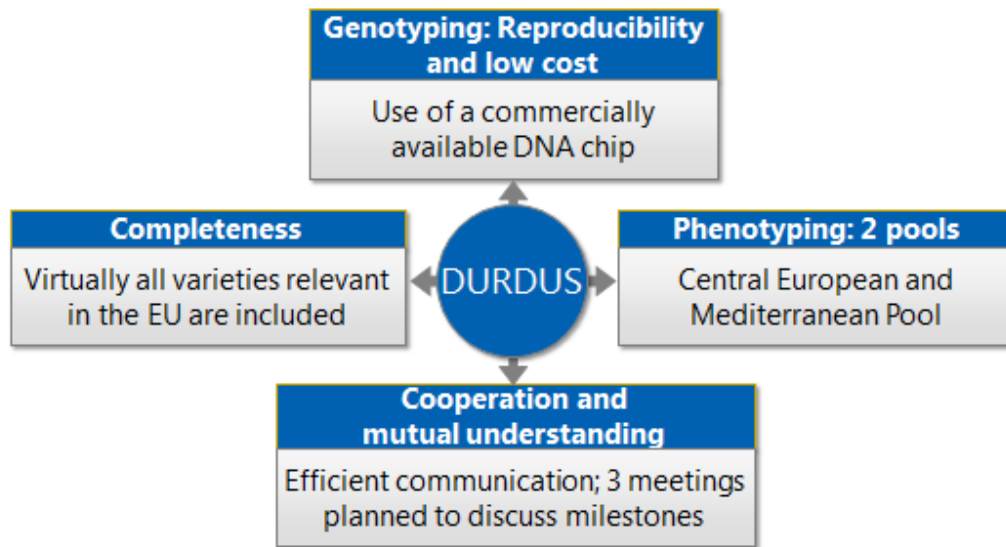 Genotyping: Reproducibility
and low cost
Use of a commercially
available DNA chip
Completeness
Virtually all varieties relevant
in the EU are included
DURDUS
Phenotyping: 2 pools
Central European and
Mediterranean Pool
Cooperation and
mutual understanding
Efficient communication; 3 meetings
planned to discuss milestones